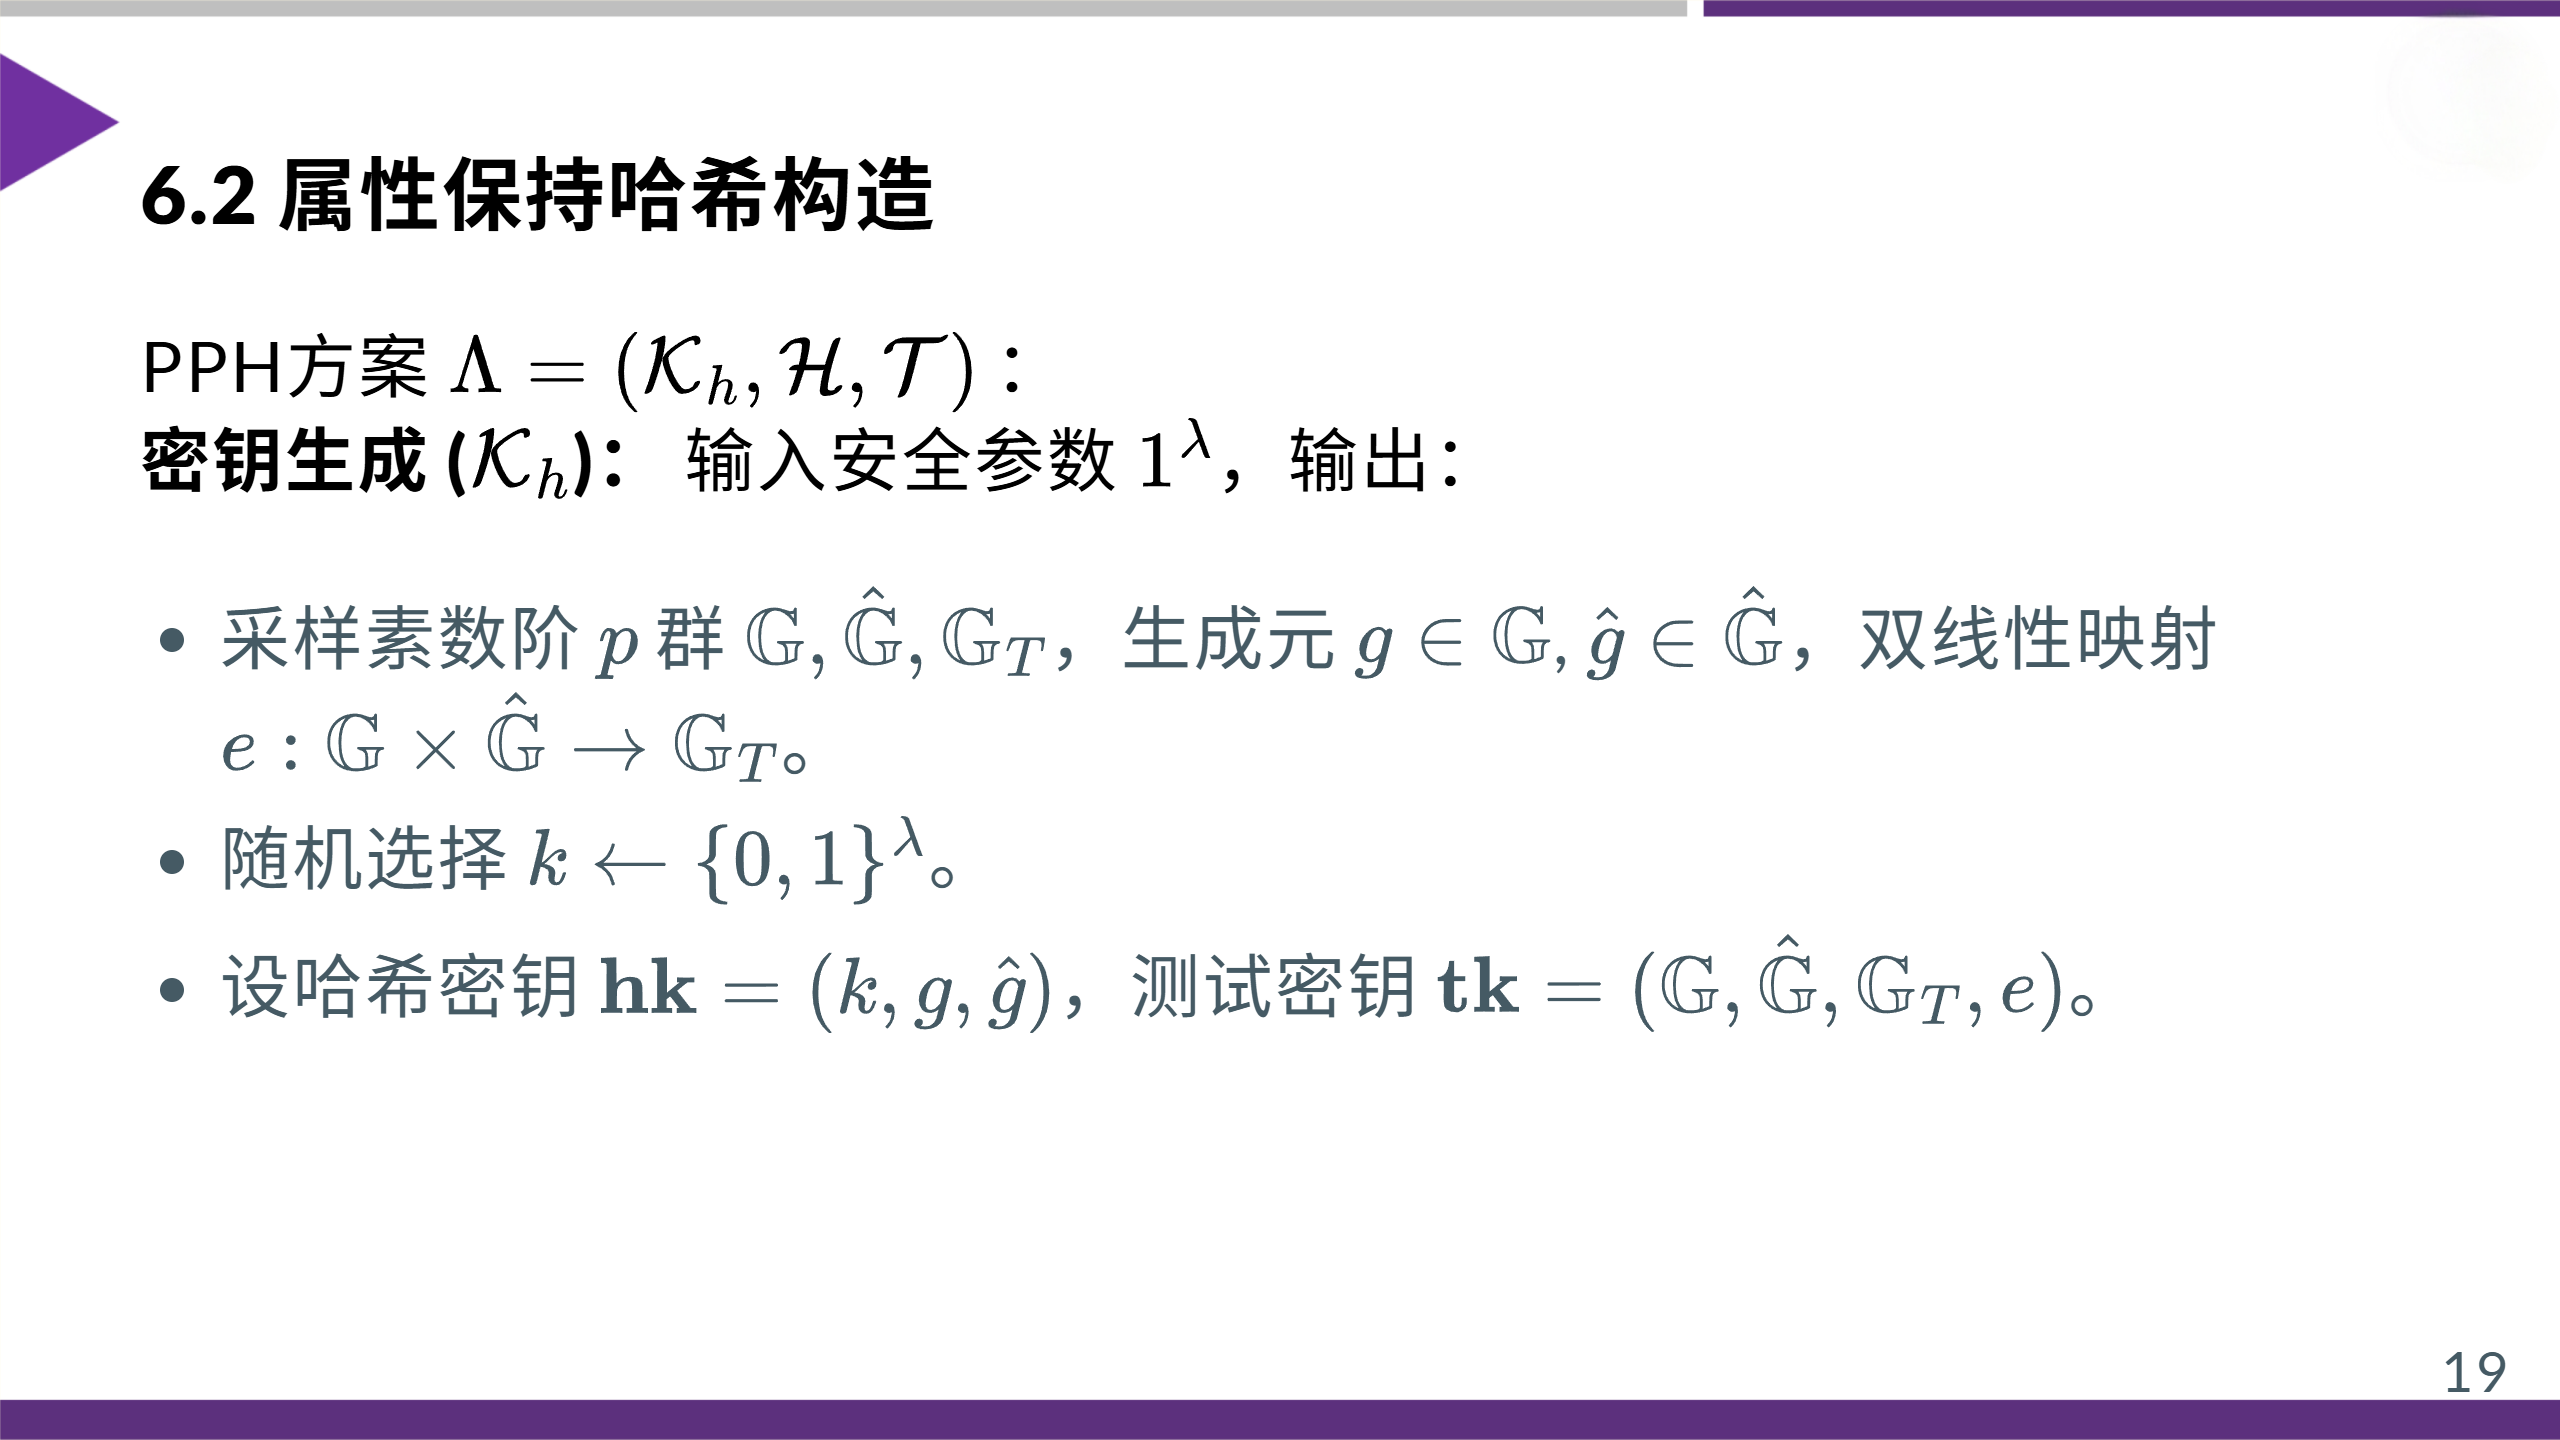 6.2 属性保持哈希构造
PPH方案 Λ = (𝒦ₕ, ℋ, 𝒯)：
密钥生成 (𝒦ₕ)： 输入安全参数 1^λ，输出：
• 采样素数阶 p 群 𝔾, 𝔾̂, 𝔾_T，生成元 g ∈ 𝔾, ĝ ∈ 𝔾̂，双线性映射
e : 𝔾 × 𝔾̂ → 𝔾_T。
• 随机选择 k ← {0, 1}^λ。
• 设哈希密钥 hk = (k, g, ĝ)，测试密钥 tk = (𝔾, 𝔾̂, 𝔾_T, e)。
19